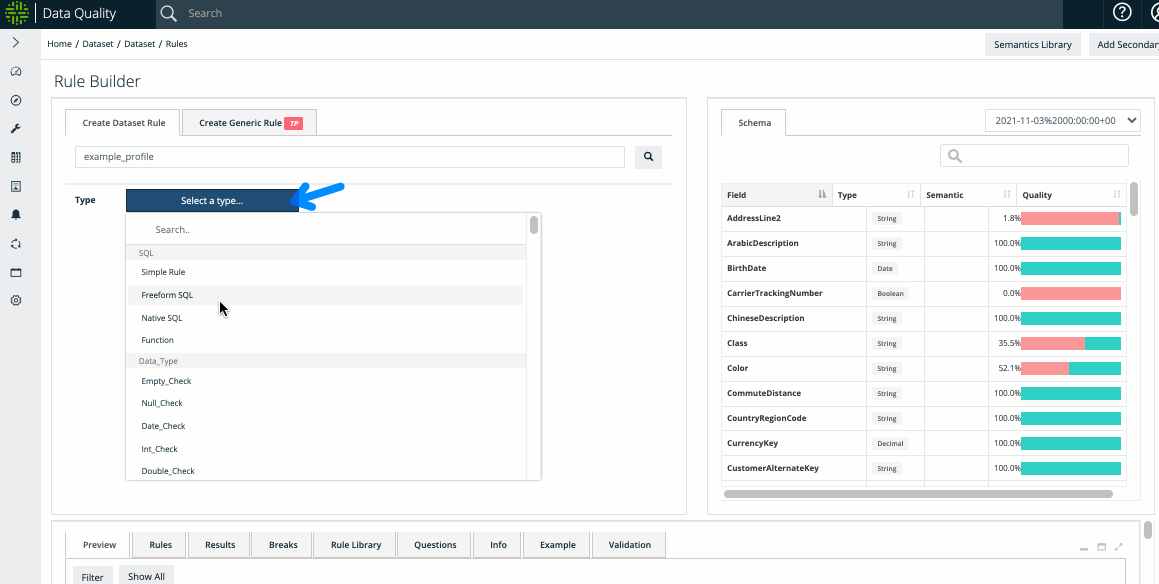 Data Quality
Search
Home / Dataset / Dataset / Rules
Semantics Library
Add Secondary
Rule Builder
Create Dataset Rule
Create Generic Rule TP
example_profile
Type
Select a type...
Search..
SQL
Simple Rule
Freeform SQL
Native SQL
Function
Data_Type
Empty_Check
Null_Check
Date_Check
Int_Check
Double_Check
Schema
2021-11-03%2000:00:00+00
Field Type Semantic Quality
AddressLine2 String 1.8%
ArabicDescription String 100.0%
BirthDate Date 100.0%
CarrierTrackingNumber Boolean 0.0%
ChineseDescription String 100.0%
Class String 35.5%
Color String 52.1%
CommuteDistance String 100.0%
CountryRegionCode String 100.0%
CurrencyKey Decimal 100.0%
CustomerAlternateKey String 100.0%
Preview Rules Results Breaks Rule Library Questions Info Example Validation
Filter Show All